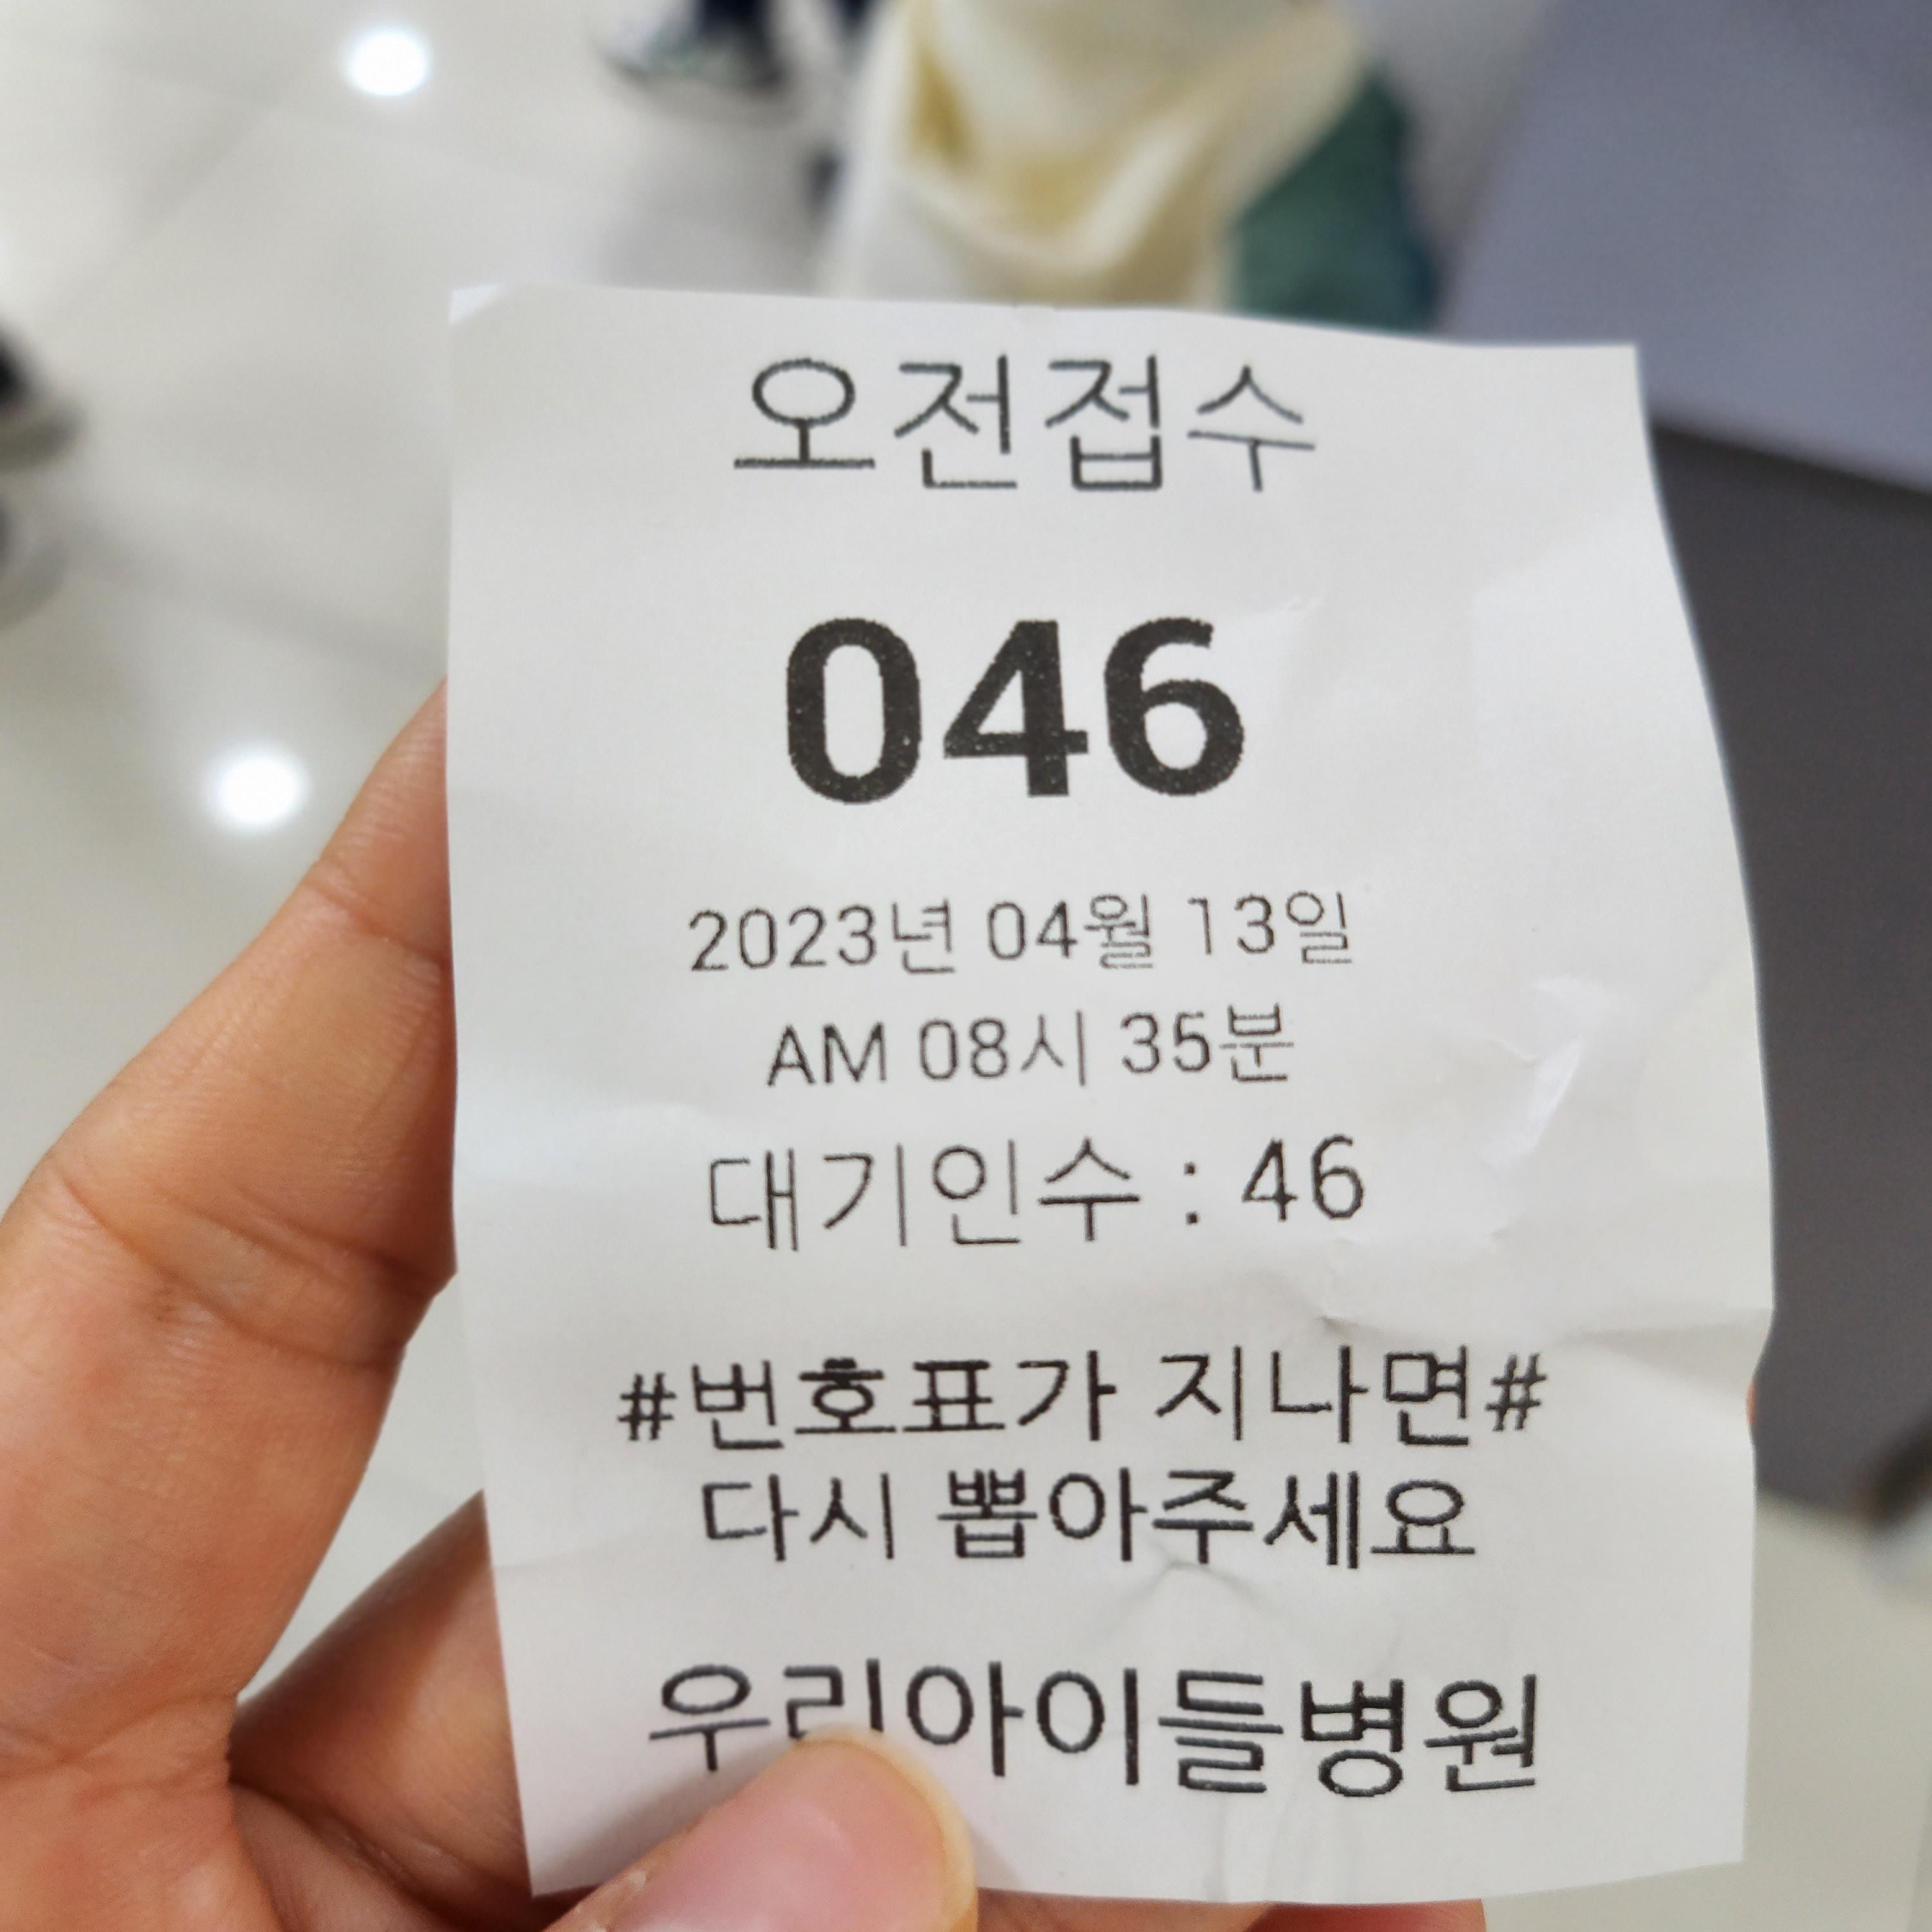 오전접수
046
2023년 04월 13일
AM 08시 35분
대기인수 : 46
#번호표가 지나면#
다시 뽑아주세요
우리아이들병원